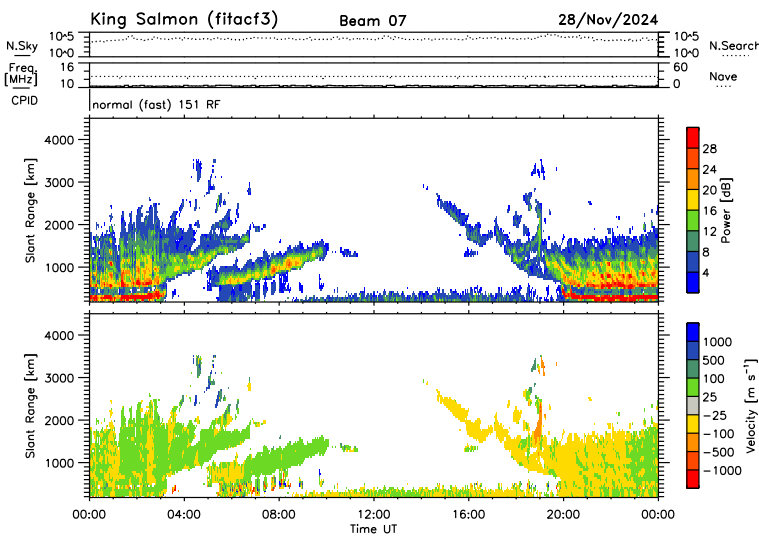 King Salmon (fitacf3) Beam 07 28/Nov/2024
N.Sky 10^5 10^5 N.Search
10^0 10^0
Freq. 16 60 Nave
[MHz] 10 0
CPID normal (fast) 151 RF
Slant Range [km]
4000
3000
2000
1000
Power [dB]
28
24
20
16
12
8
4
Slant Range [km]
4000
3000
2000
1000
Velocity [m s⁻¹]
1000
500
100
25
−25
−100
−500
−1000
00:00 04:00 08:00 12:00 16:00 20:00 00:00
Time UT